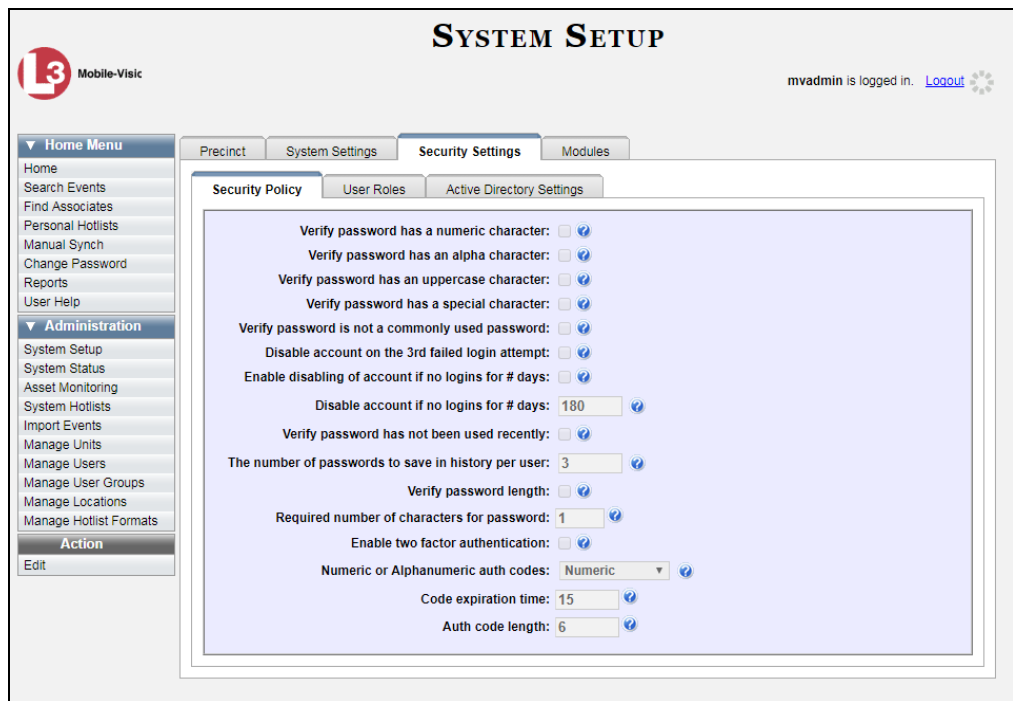 SYSTEM SETUP
L3 Mobile-Visic
mvadmin is logged in. Logout
▼ Home Menu
Home
Search Events
Find Associates
Personal Hotlists
Manual Synch
Change Password
Reports
User Help
▼ Administration
System Setup
System Status
Asset Monitoring
System Hotlists
Import Events
Manage Units
Manage Users
Manage User Groups
Manage Locations
Manage Hotlist Formats
Action
Edit
Precinct System Settings Security Settings Modules
Security Policy User Roles Active Directory Settings
Verify password has a numeric character: ?
Verify password has an alpha character: ?
Verify password has an uppercase character: ?
Verify password has a special character: ?
Verify password is not a commonly used password: ?
Disable account on the 3rd failed login attempt: ?
Enable disabling of account if no logins for # days: ?
Disable account if no logins for # days: 180 ?
Verify password has not been used recently: ?
The number of passwords to save in history per user: 3 ?
Verify password length: ?
Required number of characters for password: 1 ?
Enable two factor authentication: ?
Numeric or Alphanumeric auth codes: Numeric ▼ ?
Code expiration time: 15 ?
Auth code length: 6 ?